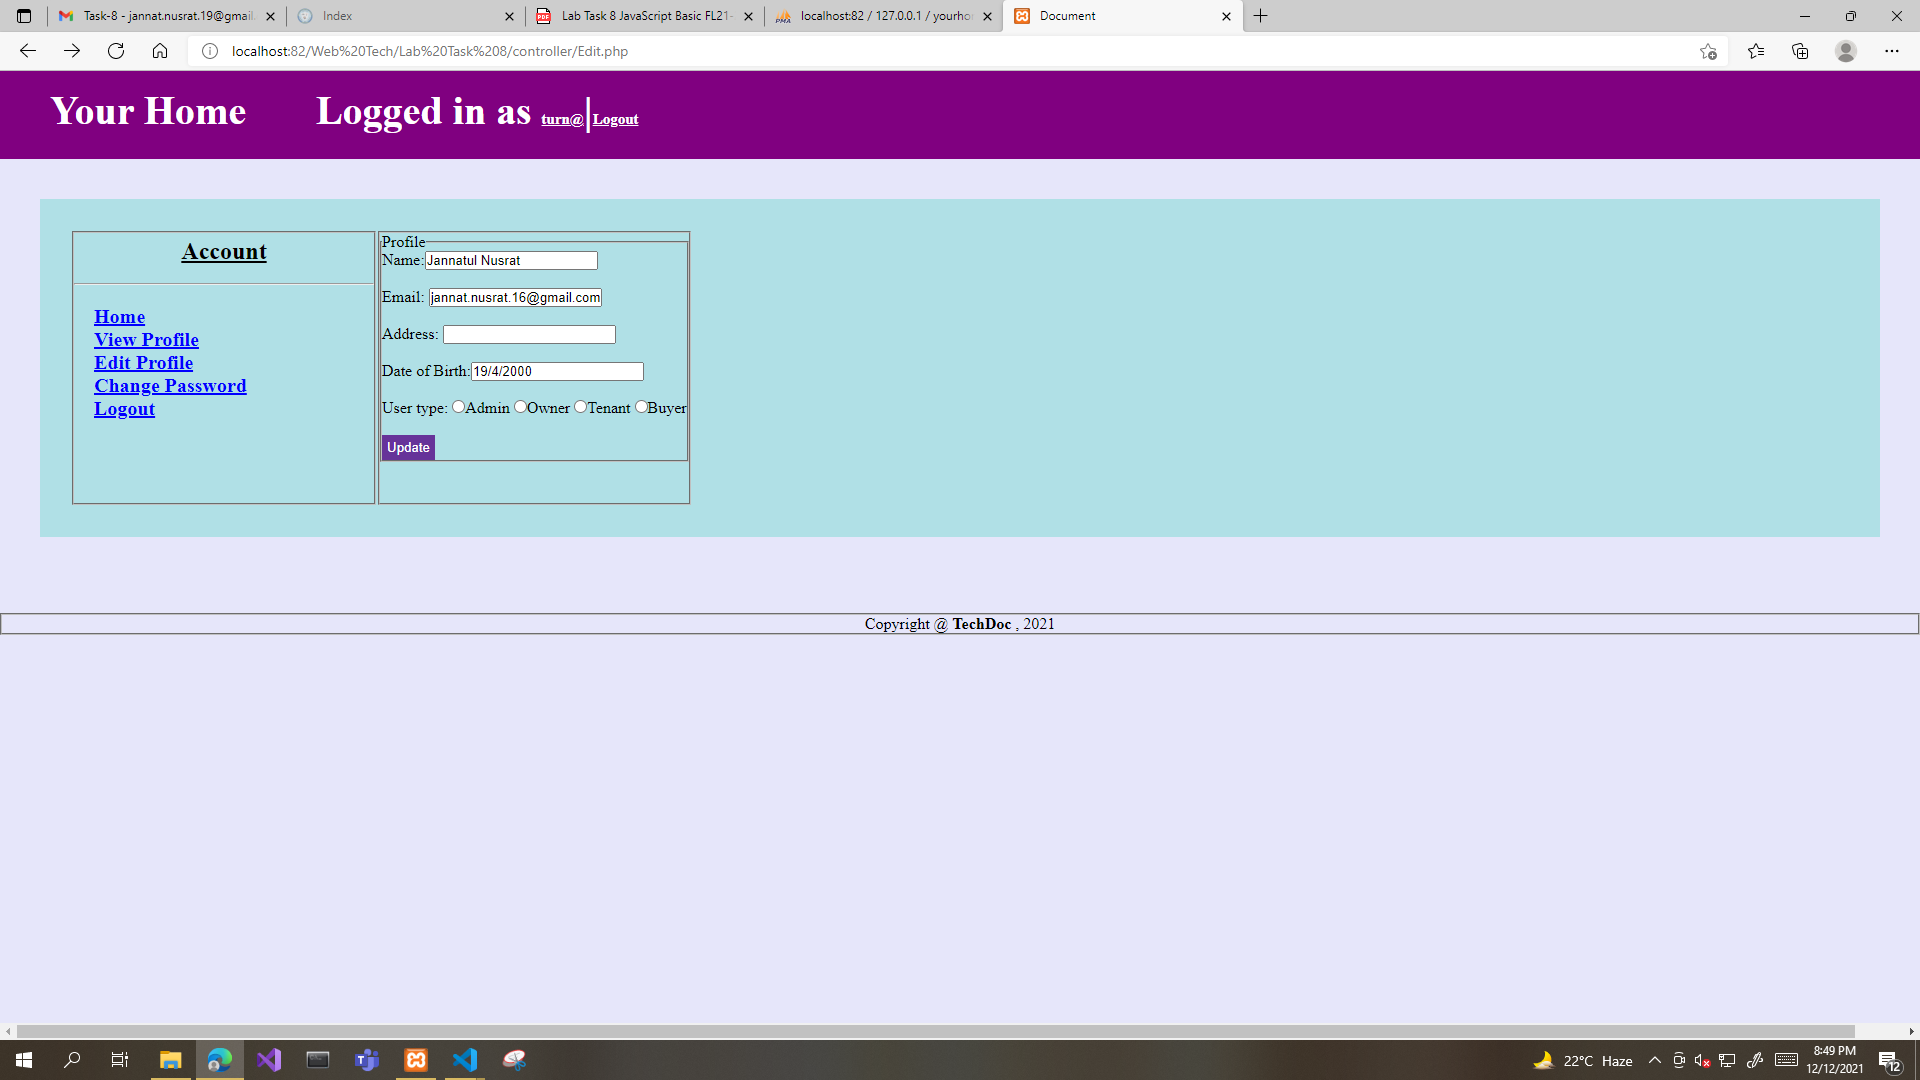 Task-8 - jannat.nusrat.19@gmail.
Index
Lab Task 8 JavaScript Basic FL21-
localhost:82 / 127.0.0.1 / yourhor
Document
localhost:82/Web%20Tech/Lab%20Task%208/controller/Edit.php
Your Home Logged in as turn@|Logout
Account
Home
View Profile
Edit Profile
Change Password
Logout
Profile
Name: Jannatul Nusrat
Email: jannat.nusrat.16@gmail.com
Address:
Date of Birth: 19/4/2000
User type: Admin Owner Tenant Buyer
Update
Copyright @ TechDoc , 2021
22°C Haze
8:49 PM
12/12/2021
12